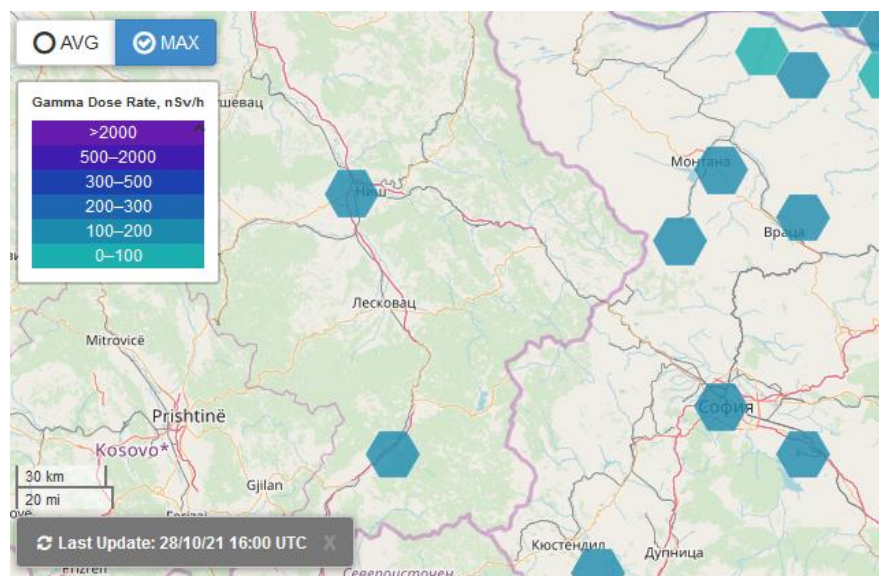 AVG
MAX
Gamma Dose Rate, nSv/h
>2000
500–2000
300–500
200–300
100–200
0–100
шевац
Ниш
Монтана
Враца
Лесковац
Mitrovicë
Prishtinë
Kosovo*
София
Gjilan
30 km
20 mi
Last Update: 28/10/21 16:00 UTC X
Кюстендил
Дупница
Североисточен